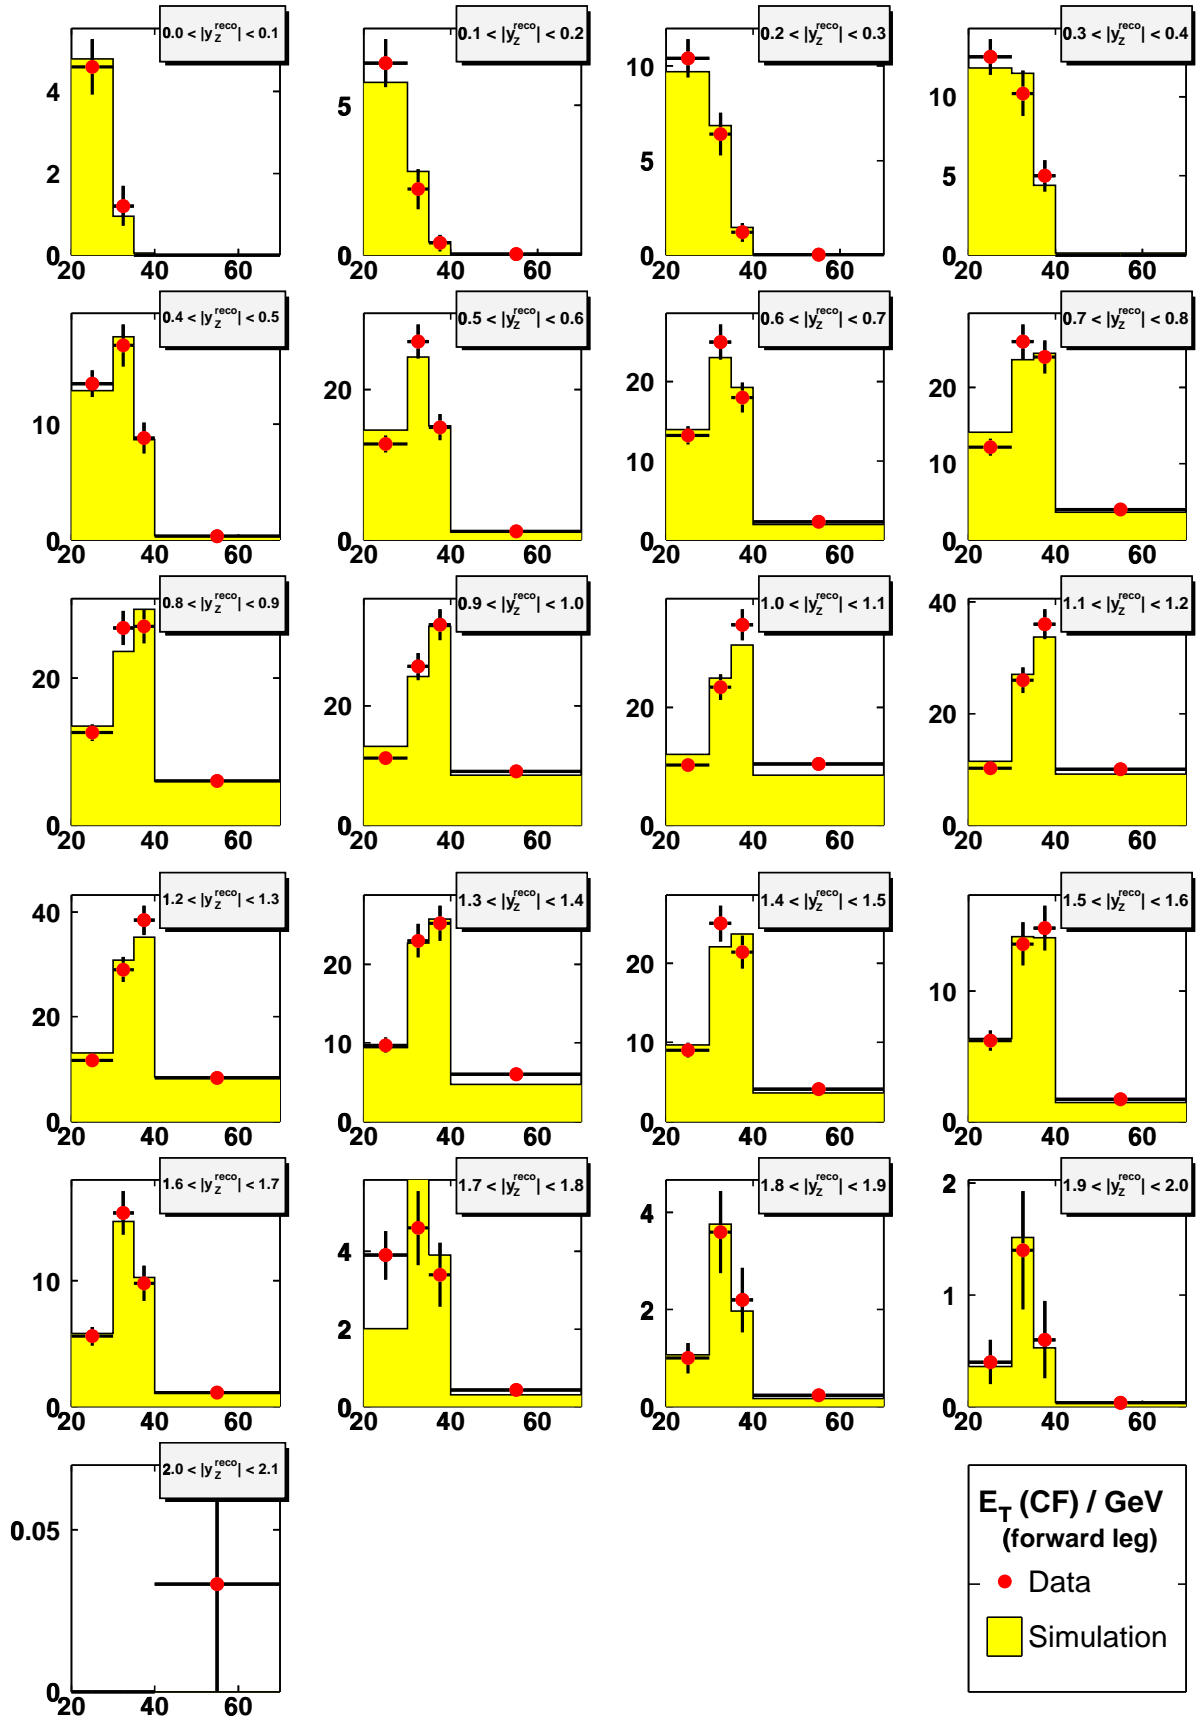 0.0 < |y_Z^reco| < 0.1
0 2 4
20 40 60
0.1 < |y_Z^reco| < 0.2
0 5
20 40 60
0.2 < |y_Z^reco| < 0.3
0 5 10
20 40 60
0.3 < |y_Z^reco| < 0.4
0 5 10
20 40 60
0.4 < |y_Z^reco| < 0.5
0 10
20 40 60
0.5 < |y_Z^reco| < 0.6
0 20
20 40 60
0.6 < |y_Z^reco| < 0.7
0 10 20
20 40 60
0.7 < |y_Z^reco| < 0.8
0 10 20
20 40 60
0.8 < |y_Z^reco| < 0.9
0 20
20 40 60
0.9 < |y_Z^reco| < 1.0
0 20
20 40 60
1.0 < |y_Z^reco| < 1.1
0 20
20 40 60
1.1 < |y_Z^reco| < 1.2
0 20 40
20 40 60
1.2 < |y_Z^reco| < 1.3
0 20 40
20 40 60
1.3 < |y_Z^reco| < 1.4
0 10 20
20 40 60
1.4 < |y_Z^reco| < 1.5
0 10 20
20 40 60
1.5 < |y_Z^reco| < 1.6
0 10
20 40 60
1.6 < |y_Z^reco| < 1.7
0 10
20 40 60
1.7 < |y_Z^reco| < 1.8
0 2 4
20 40 60
1.8 < |y_Z^reco| < 1.9
0 2 4
20 40 60
1.9 < |y_Z^reco| < 2.0
0 1 2
20 40 60
2.0 < |y_Z^reco| < 2.1
0 0.05
20 40 60
E_T (CF) / GeV
(forward leg)
Data
Simulation